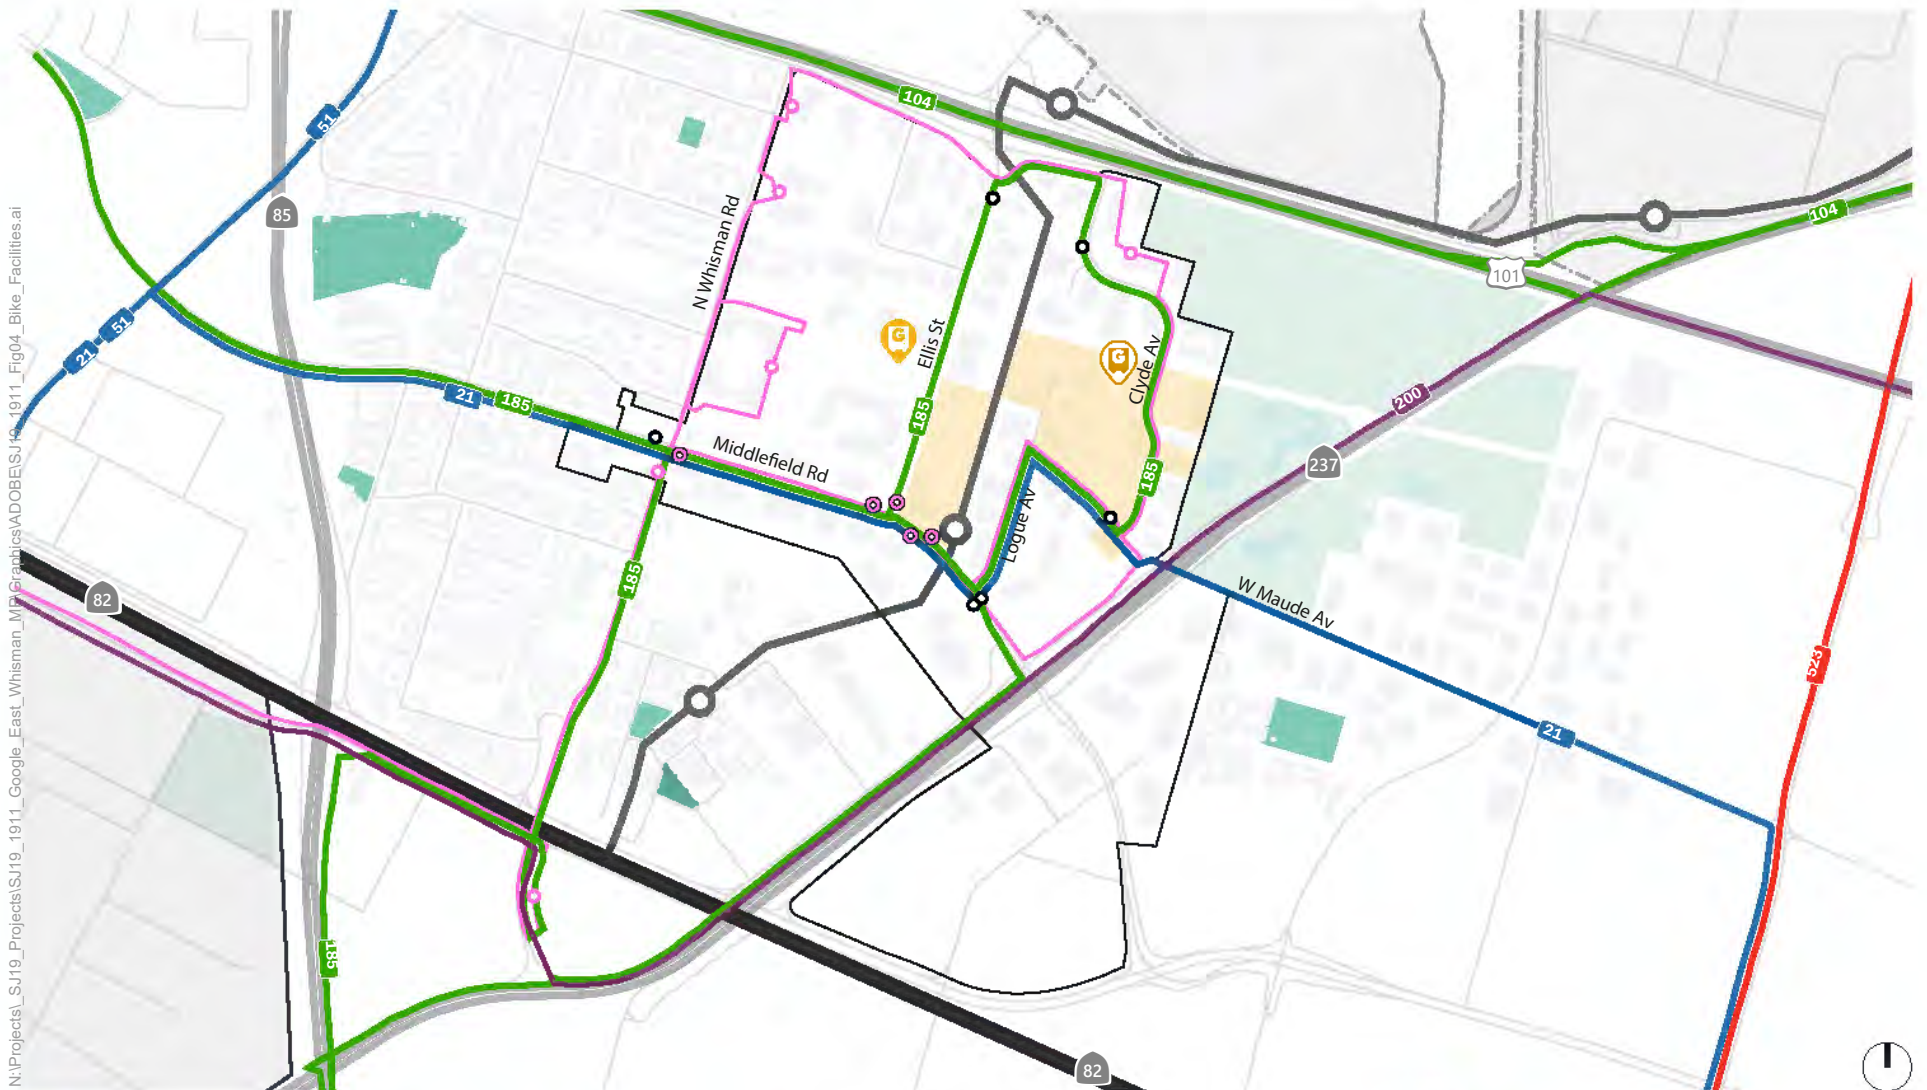 104
51
85
N Whisman Rd
104
101
51
21
Ellis St
G
G
Clyde Av
200
21
185
185
Middlefield Rd
237
185
Logue Av
185
82
W Maude Av
523
21
185
82
N:\Projects\_SJ19_Projects\SJ19_1911_Google_East_Whisman_MP\Graphics\ADOBE\SJ19_1911_Fig04_Bike_Facilities.ai